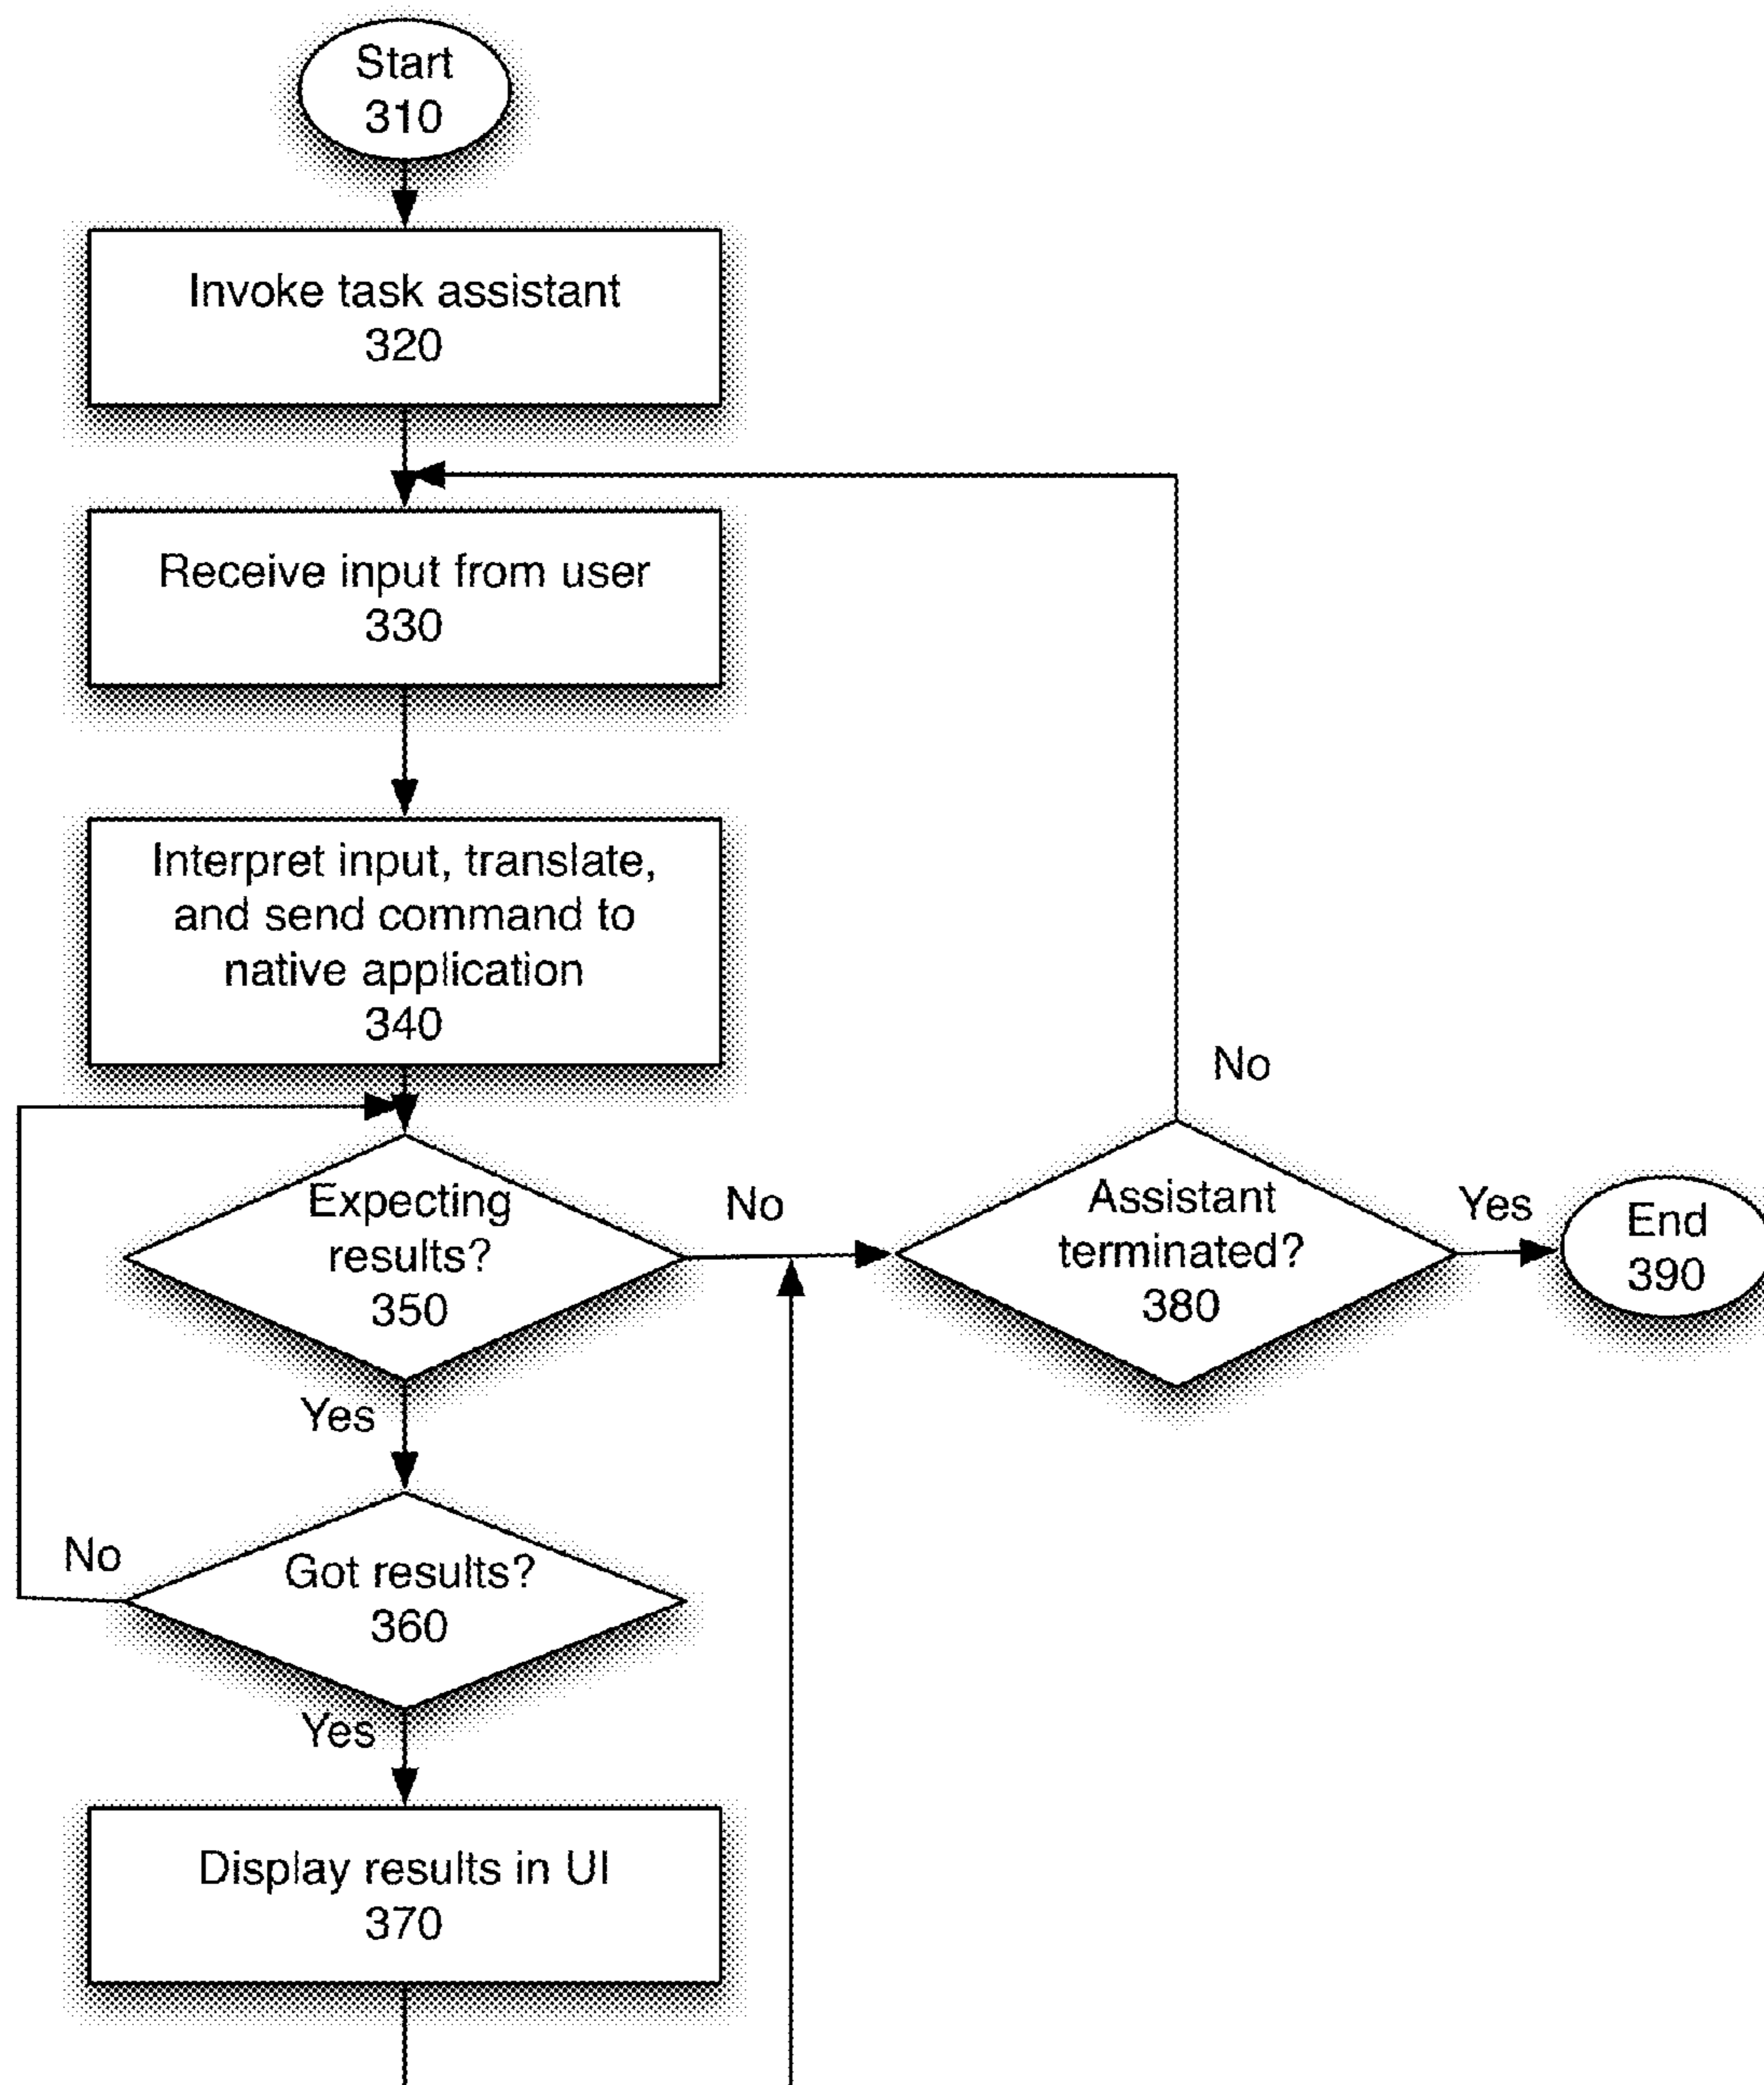 Start
310
Invoke task assistant
320
Receive input from user
330
Interpret input, translate,
and send command to
native application
340
No
Expecting
results?
350
No
Assistant
terminated?
380
Yes
End
390
Yes
No
Got results?
360
Yes
Display results in UI
370